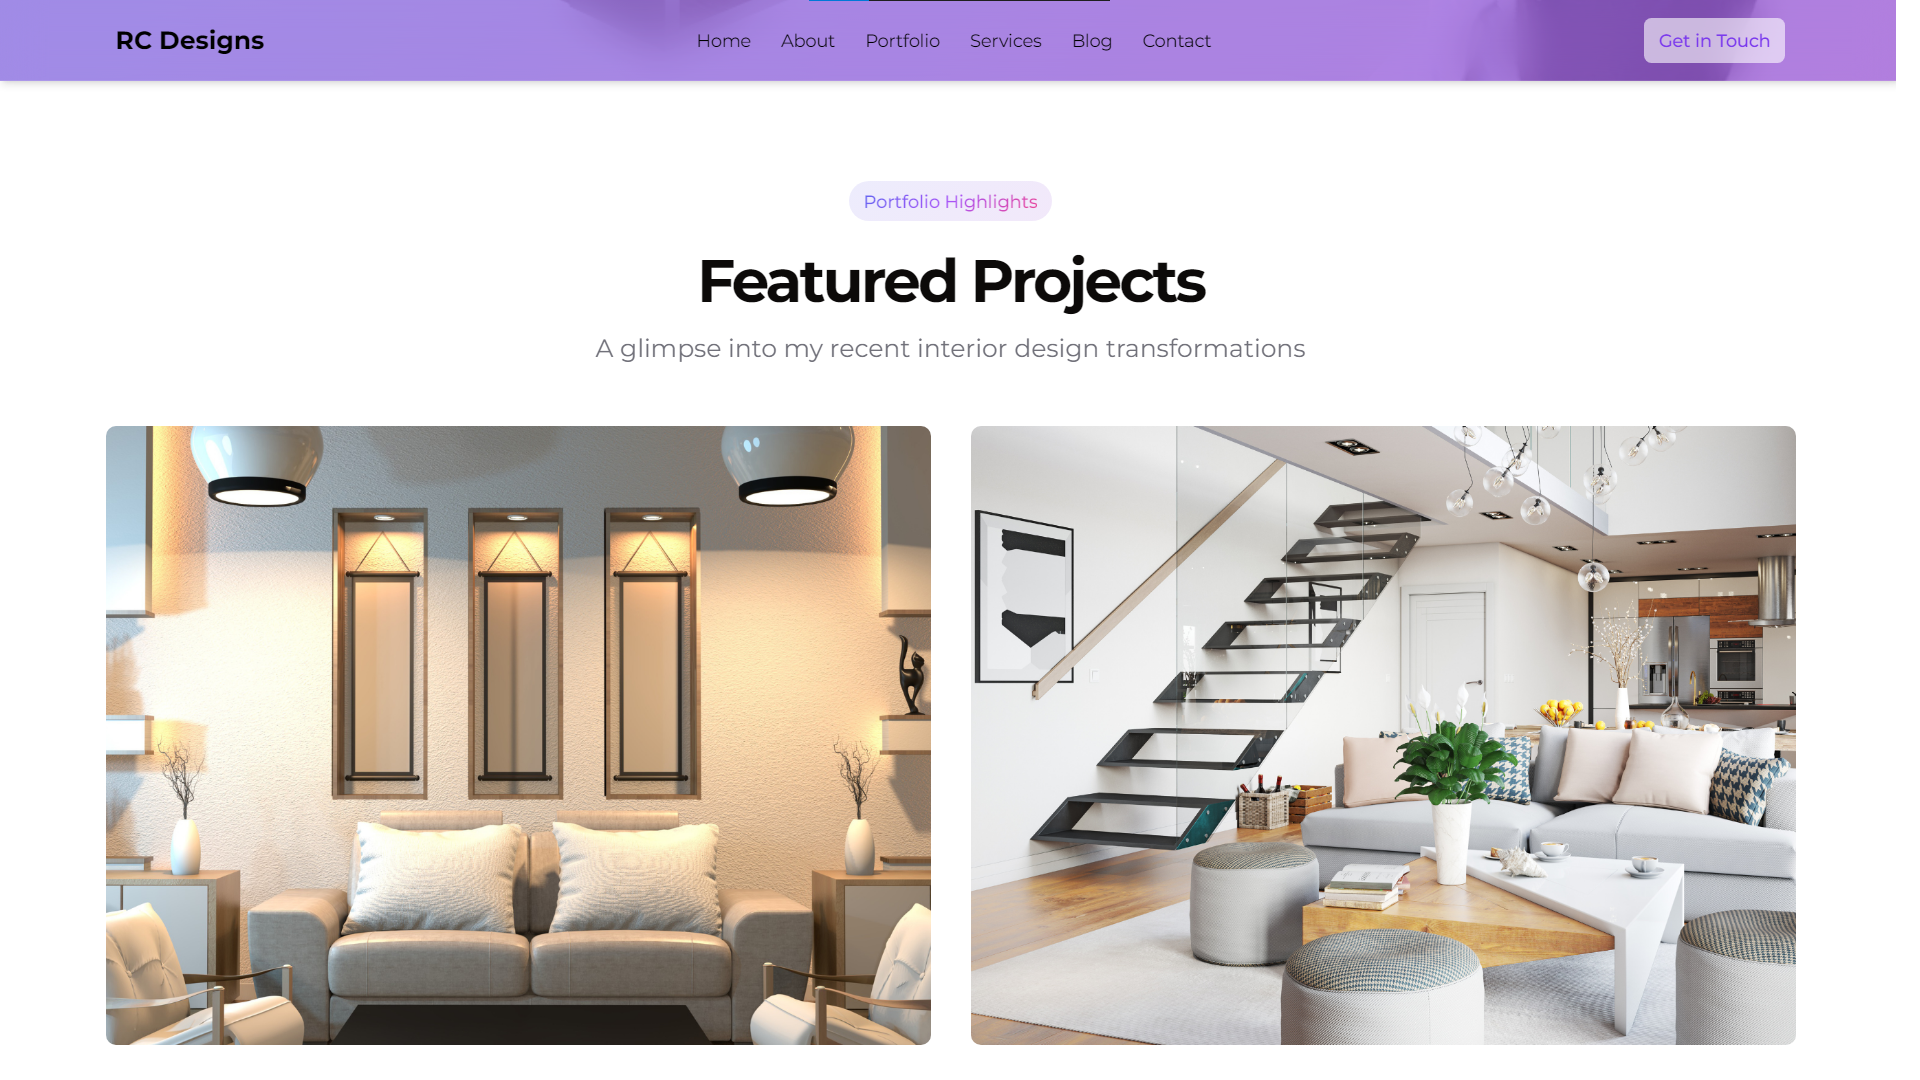 RC Designs
Home About Portfolio Services Blog Contact
Get in Touch
Portfolio Highlights
Featured Projects
A glimpse into my recent interior design transformations